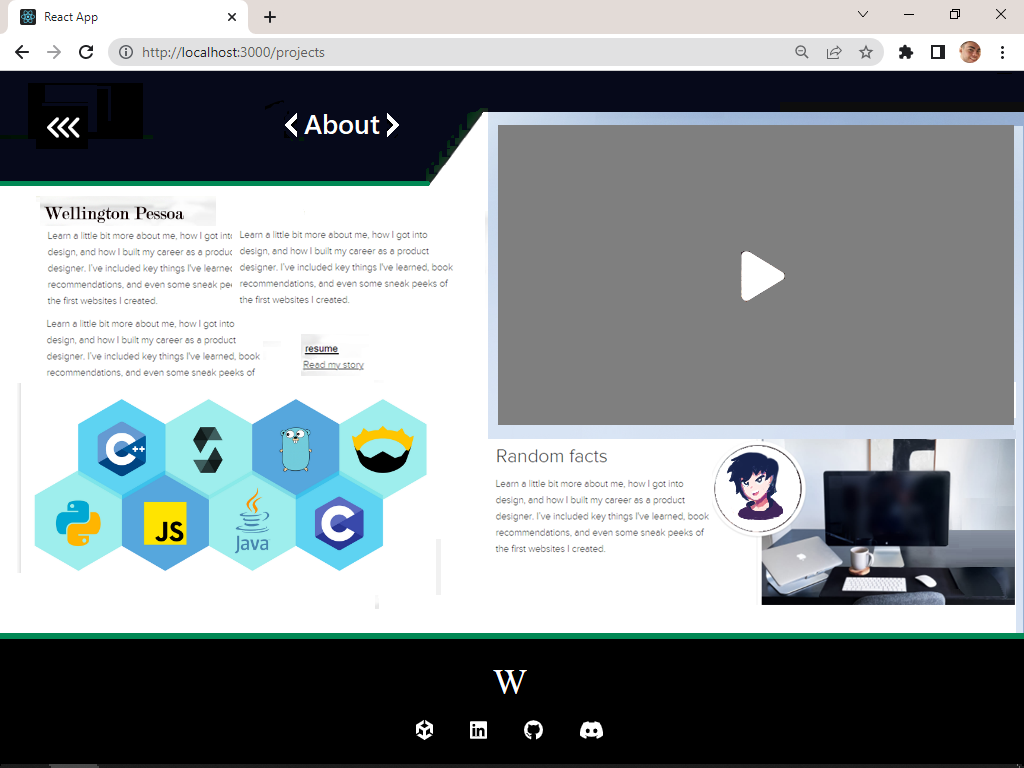 React App
http://localhost:3000/projects
About
Wellington Pessoa
Learn a little bit more about me, how I got into
design, and how I built my career as a produc
designer. I've included key things I've learned
recommendations, and even some sneak pee
the first websites I created.
Learn a little bit more about me, how I got into
design, and how I built my career as a product
designer. I've included key things I've learned, book
recommendations, and even some sneak peeks of
the first websites I created.
Learn a little bit more about me, how I got into
design, and how I built my career as a product
designer. I've included key things I've learned, book
recommendations, and even some sneak peeks of
resume
Read my story
C++
JS
Java
C
Random facts
Learn a little bit more about me, how I got into
design, and how I built my career as a product
designer. I've included key things I've learned, book
recommendations, and even some sneak peeks of
the first websites I created.
W
in